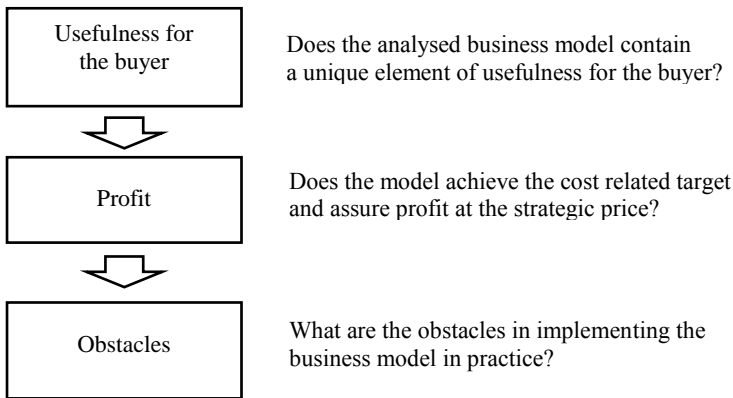 Usefulness for
the buyer
Does the analysed business model contain
a unique element of usefulness for the buyer?
Profit
Does the model achieve the cost related target
and assure profit at the strategic price?
Obstacles
What are the obstacles in implementing the
business model in practice?